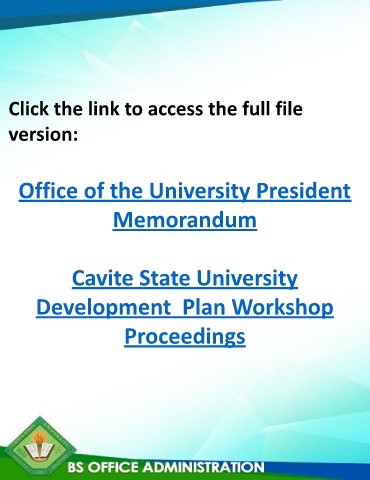 Click the link to access the full file
version:
Office of the University President
Memorandum
Cavite State University
Development  Plan Workshop
Proceedings
BS OFFICE ADMINISTRATION